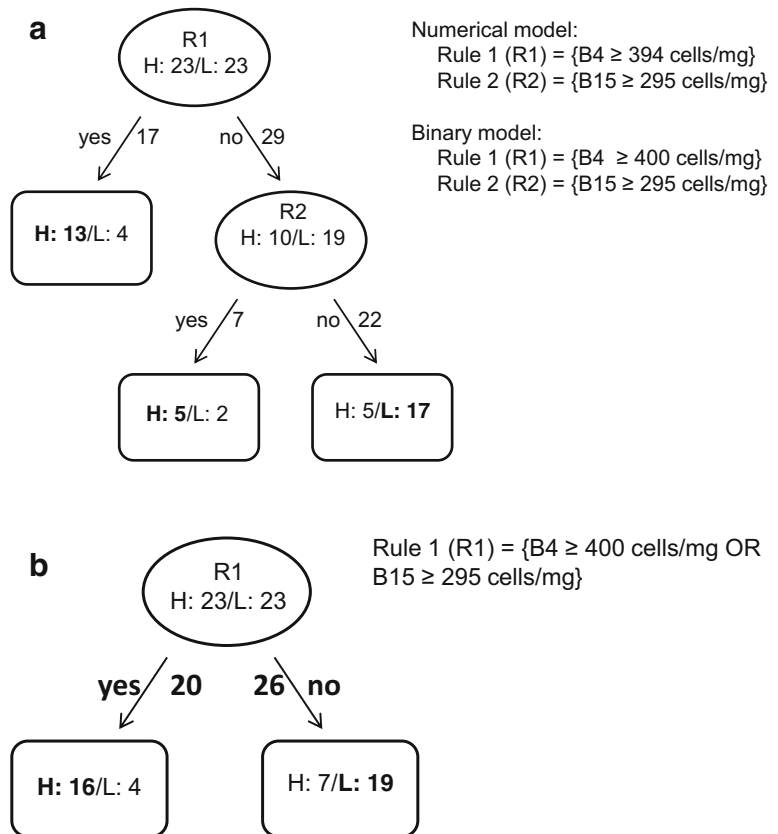 a
R1
H: 23/L: 23
yes 17
no 29
H: 13/L: 4
R2
H: 10/L: 19
yes 7
no 22
H: 5/L: 2
H: 5/L: 17
Numerical model:
Rule 1 (R1) = {B4 ≥ 394 cells/mg}
Rule 2 (R2) = {B15 ≥ 295 cells/mg}
Binary model:
Rule 1 (R1) = {B4 ≥ 400 cells/mg}
Rule 2 (R2) = {B15 ≥ 295 cells/mg}
b
R1
H: 23/L: 23
Rule 1 (R1) = {B4 ≥ 400 cells/mg OR
B15 ≥ 295 cells/mg}
yes 20
26 no
H: 16/L: 4
H: 7/L: 19